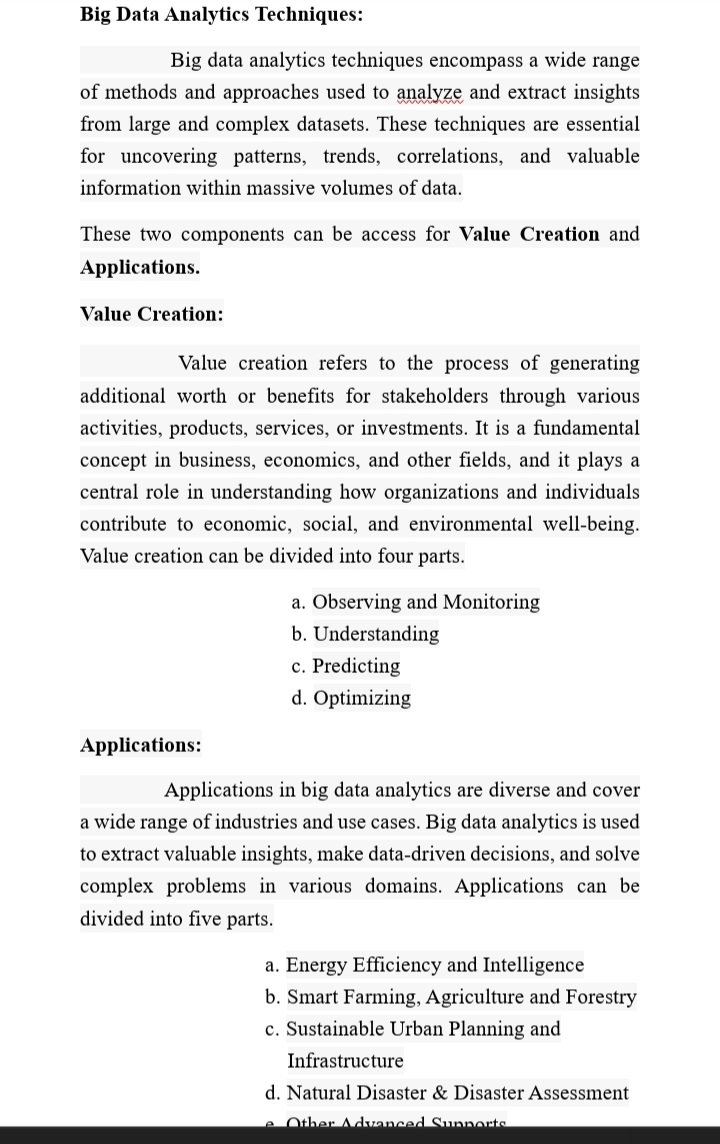 Big Data Analytics Techniques:
Big data analytics techniques encompass a wide range
of methods and approaches used to analyze and extract insights
from large and complex datasets. These techniques are essential
for uncovering patterns, trends, correlations, and valuable
information within massive volumes of data.
These two components can be access for Value Creation and
Applications.
Value Creation:
Value creation refers to the process of generating
additional worth or benefits for stakeholders through various
activities, products, services, or investments. It is a fundamental
concept in business, economics, and other fields, and it plays a
central role in understanding how organizations and individuals
contribute to economic, social, and environmental well-being.
Value creation can be divided into four parts.
a. Observing and Monitoring
b. Understanding
c. Predicting
d. Optimizing
Applications:
Applications in big data analytics are diverse and cover
a wide range of industries and use cases. Big data analytics is used
to extract valuable insights, make data-driven decisions, and solve
complex problems in various domains. Applications can be
divided into five parts.
a. Energy Efficiency and Intelligence
b. Smart Farming, Agriculture and Forestry
c. Sustainable Urban Planning and
Infrastructure
d. Natural Disaster & Disaster Assessment
e. Other Advanced Supports